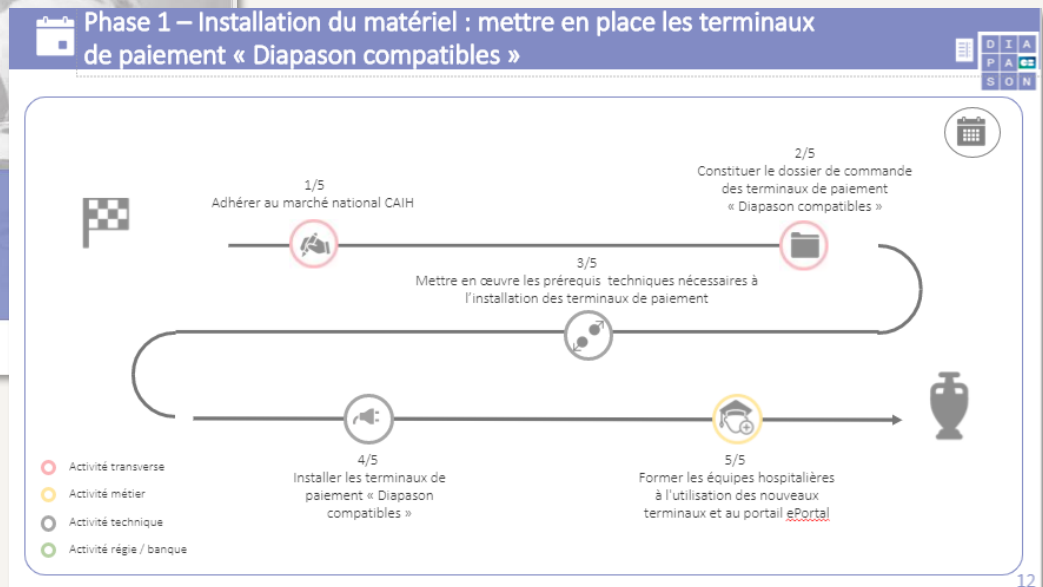 Phase 1 – Installation du matériel : mettre en place les terminaux
de paiement « Diapason compatibles »
D I A
P A
S O N
1/5
Adhérer au marché national CAIH
2/5
Constituer le dossier de commande
des terminaux de paiement
« Diapason compatibles »
3/5
Mettre en œuvre les prérequis techniques nécessaires à
l'installation des terminaux de paiement
4/5
Installer les terminaux de
paiement « Diapason
compatibles »
5/5
Former les équipes hospitalières
à l'utilisation des nouveaux
terminaux et au portail ePortal
Activité transverse
Activité métier
Activité technique
Activité régie / banque
12